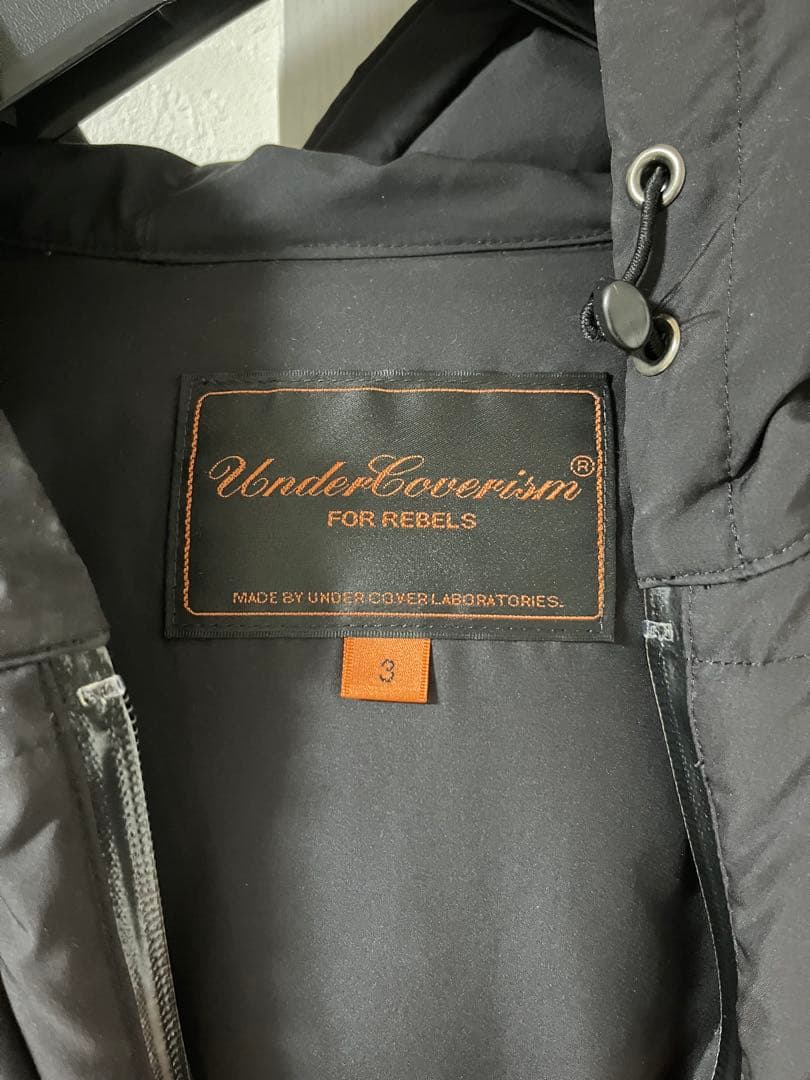 UnderCoverism®
FOR REBELS
MADE BY UNDER COVER LABORATORIES.
3